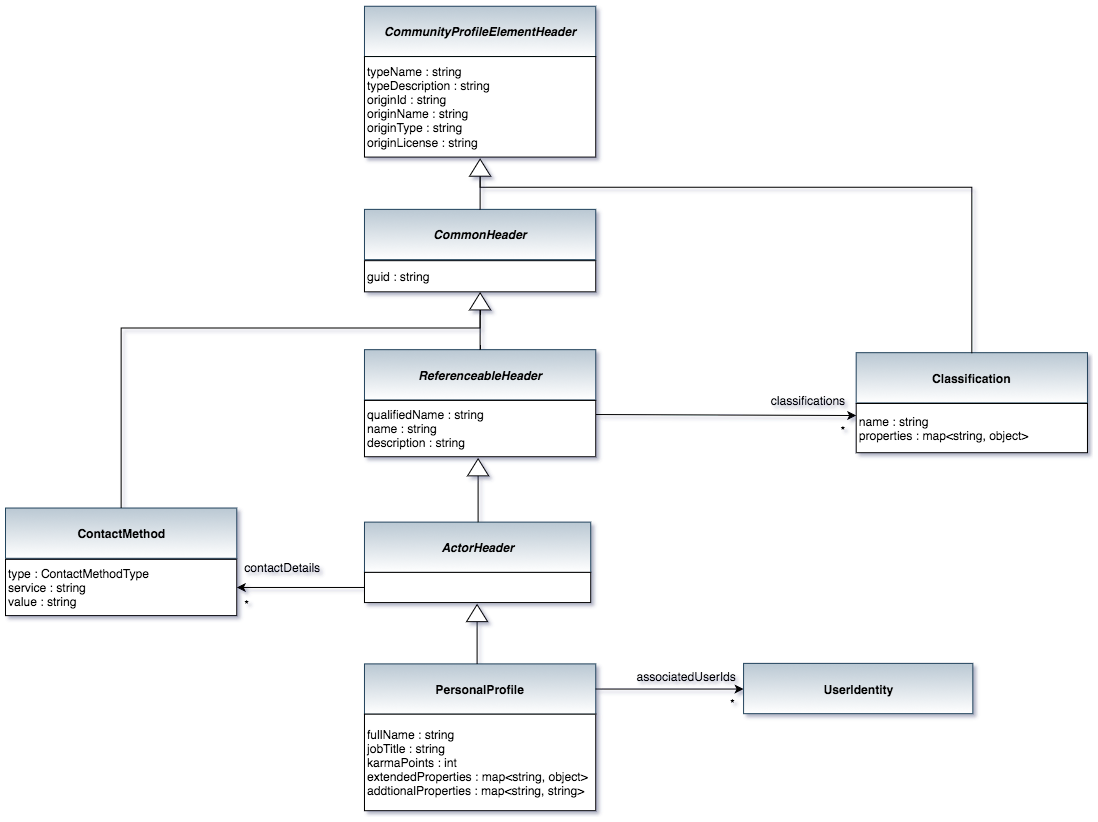 CommunityProfileElementHeader
typeName : string
typeDescription : string
originId : string
originName : string
originType : string
originLicense : string
CommonHeader
guid : string
ReferenceableHeader
qualifiedName : string
name : string
description : string
classifications
*
Classification
name : string
properties : map<string, object>
ContactMethod
type : ContactMethodType
service : string
value : string
contactDetails
*
ActorHeader
PersonalProfile
fullName : string
jobTitle : string
karmaPoints : int
extendedProperties : map<string, object>
addtionalProperties : map<string, string>
associatedUserIds
*
UserIdentity